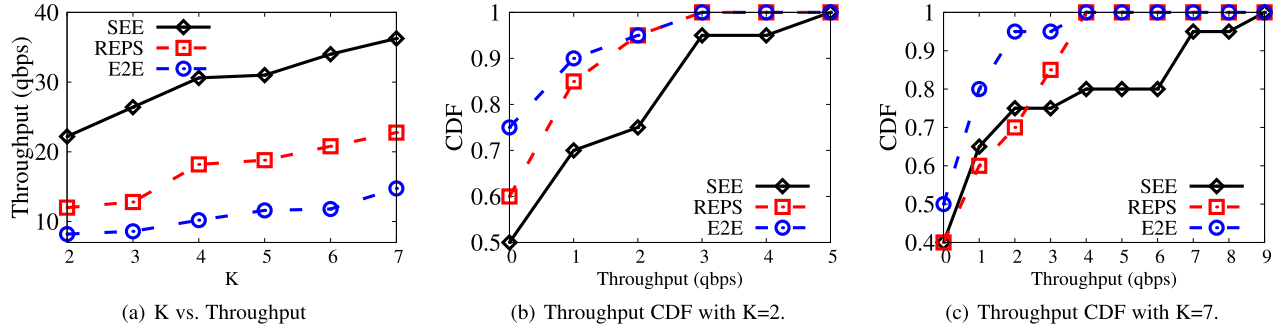 Throughput (qbps)
40
30
20
10
SEE
REPS
E2E
2 3 4 5 6 7
K
(a) K vs. Throughput
CDF
1
0.9
0.8
0.7
0.6
0.5
SEE
REPS
E2E
0 1 2 3 4 5
Throughput (qbps)
(b) Throughput CDF with K=2.
CDF
1
0.9
0.8
0.7
0.6
0.5
0.4
SEE
REPS
E2E
0 1 2 3 4 5 6 7 8 9
Throughput (qbps)
(c) Throughput CDF with K=7.